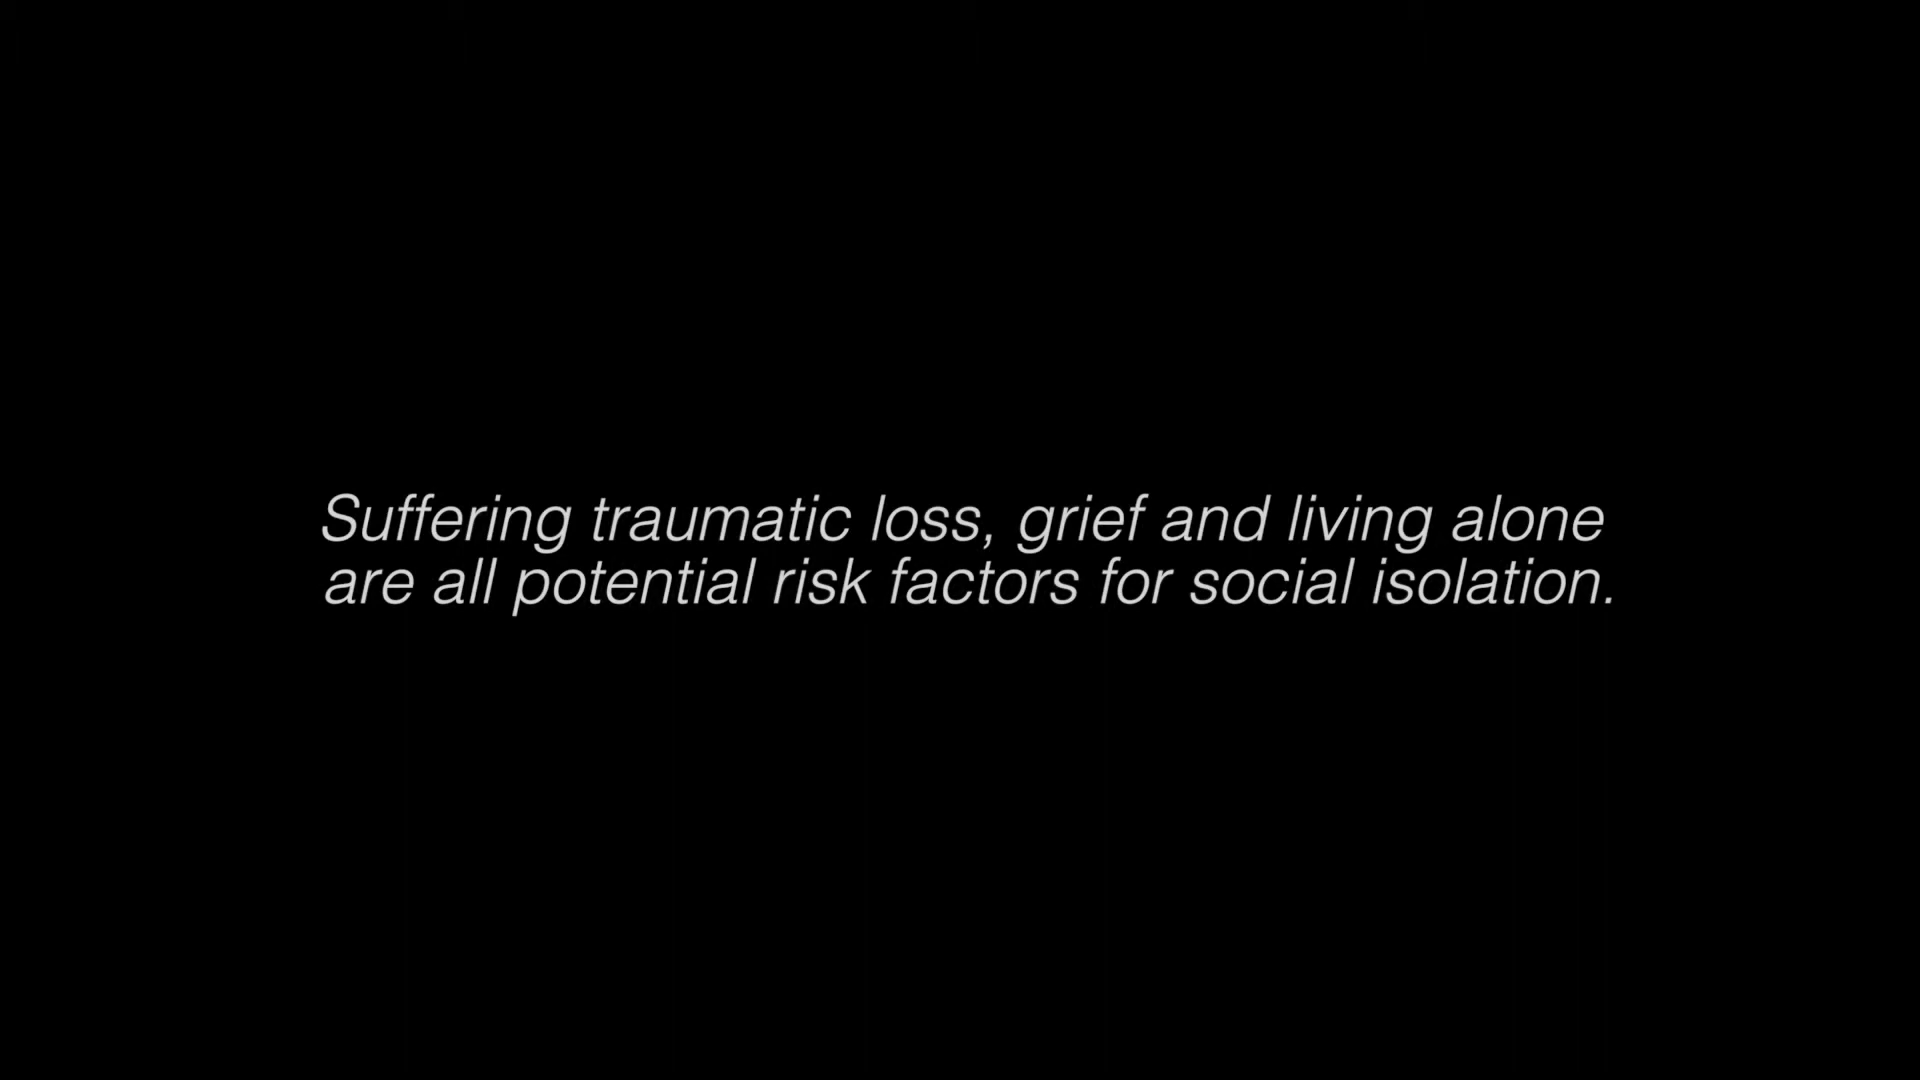 Suffering traumatic loss, grief and living alone
are all potential risk factors for social isolation.